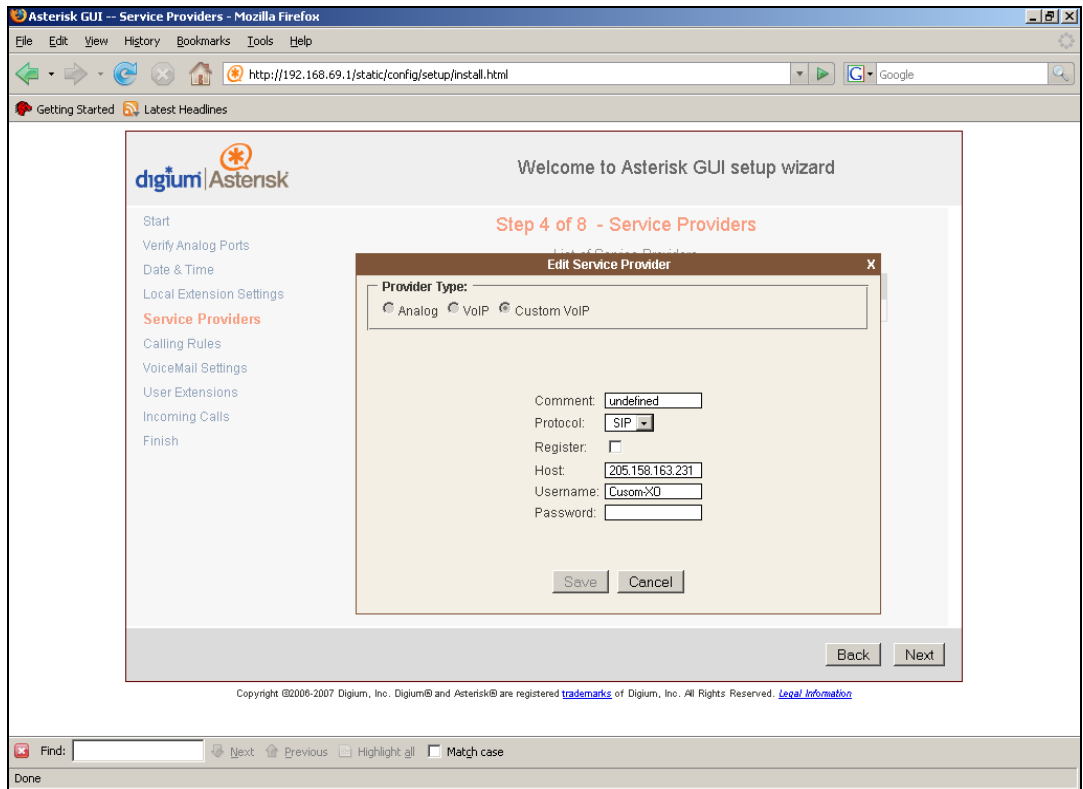 Asterisk GUI -- Service Providers - Mozilla Firefox
File Edit View History Bookmarks Tools Help
http://192.168.69.1/static/config/setup/install.html
G Google
Getting Started Latest Headlines
digium Asterisk
Welcome to Asterisk GUI setup wizard
Start
Verify Analog Ports
Date & Time
Local Extension Settings
Service Providers
Calling Rules
VoiceMail Settings
User Extensions
Incoming Calls
Finish
Step 4 of 8 - Service Providers
List of Service Providers
Edit Service Provider X
Provider Type:
Analog VoIP Custom VoIP
Comment: undefined
Protocol: SIP
Register:
Host: 205.158.163.231
Username: Cusom-XO
Password:
Save Cancel
Back Next
Copyright ©2006-2007 Digium, Inc. Digium® and Asterisk® are registered trademarks of Digium, Inc. All Rights Reserved. Legal Information
Find: Next Previous Highlight all Match case
Done